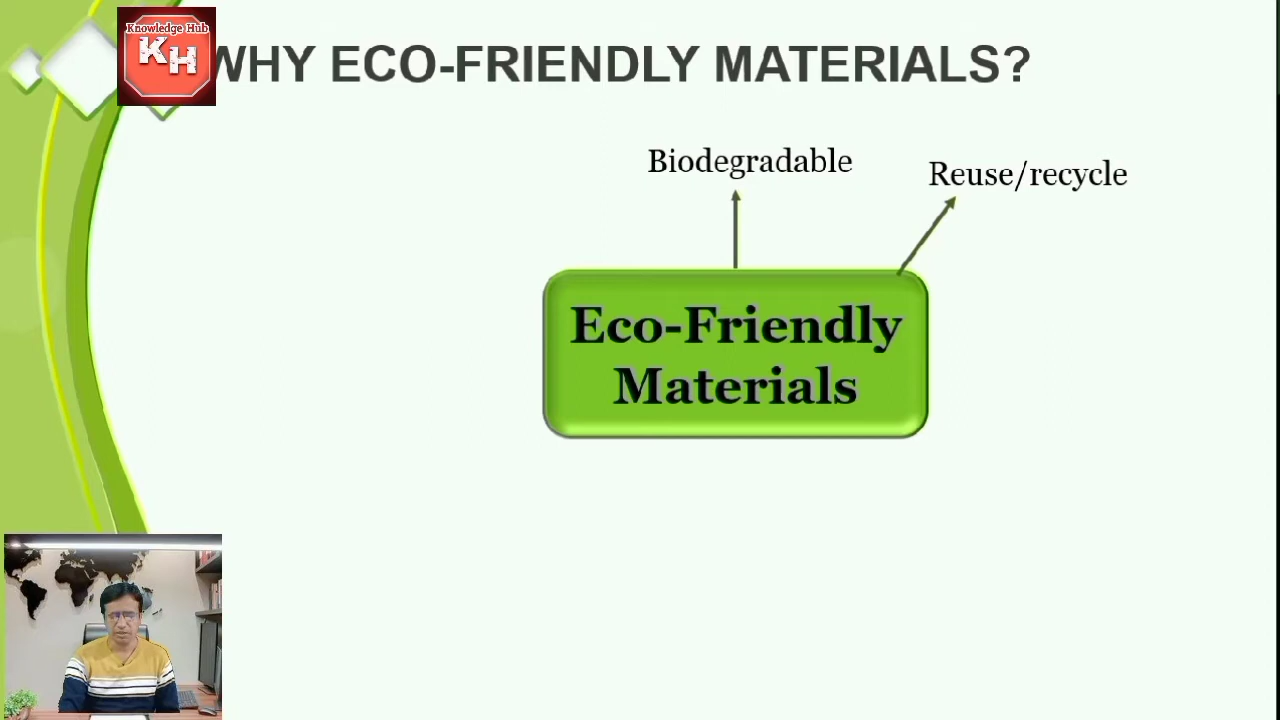 Knowledge Hub
KH
WHY ECO-FRIENDLY MATERIALS?
Biodegradable
Reuse/recycle
Eco-Friendly
Materials